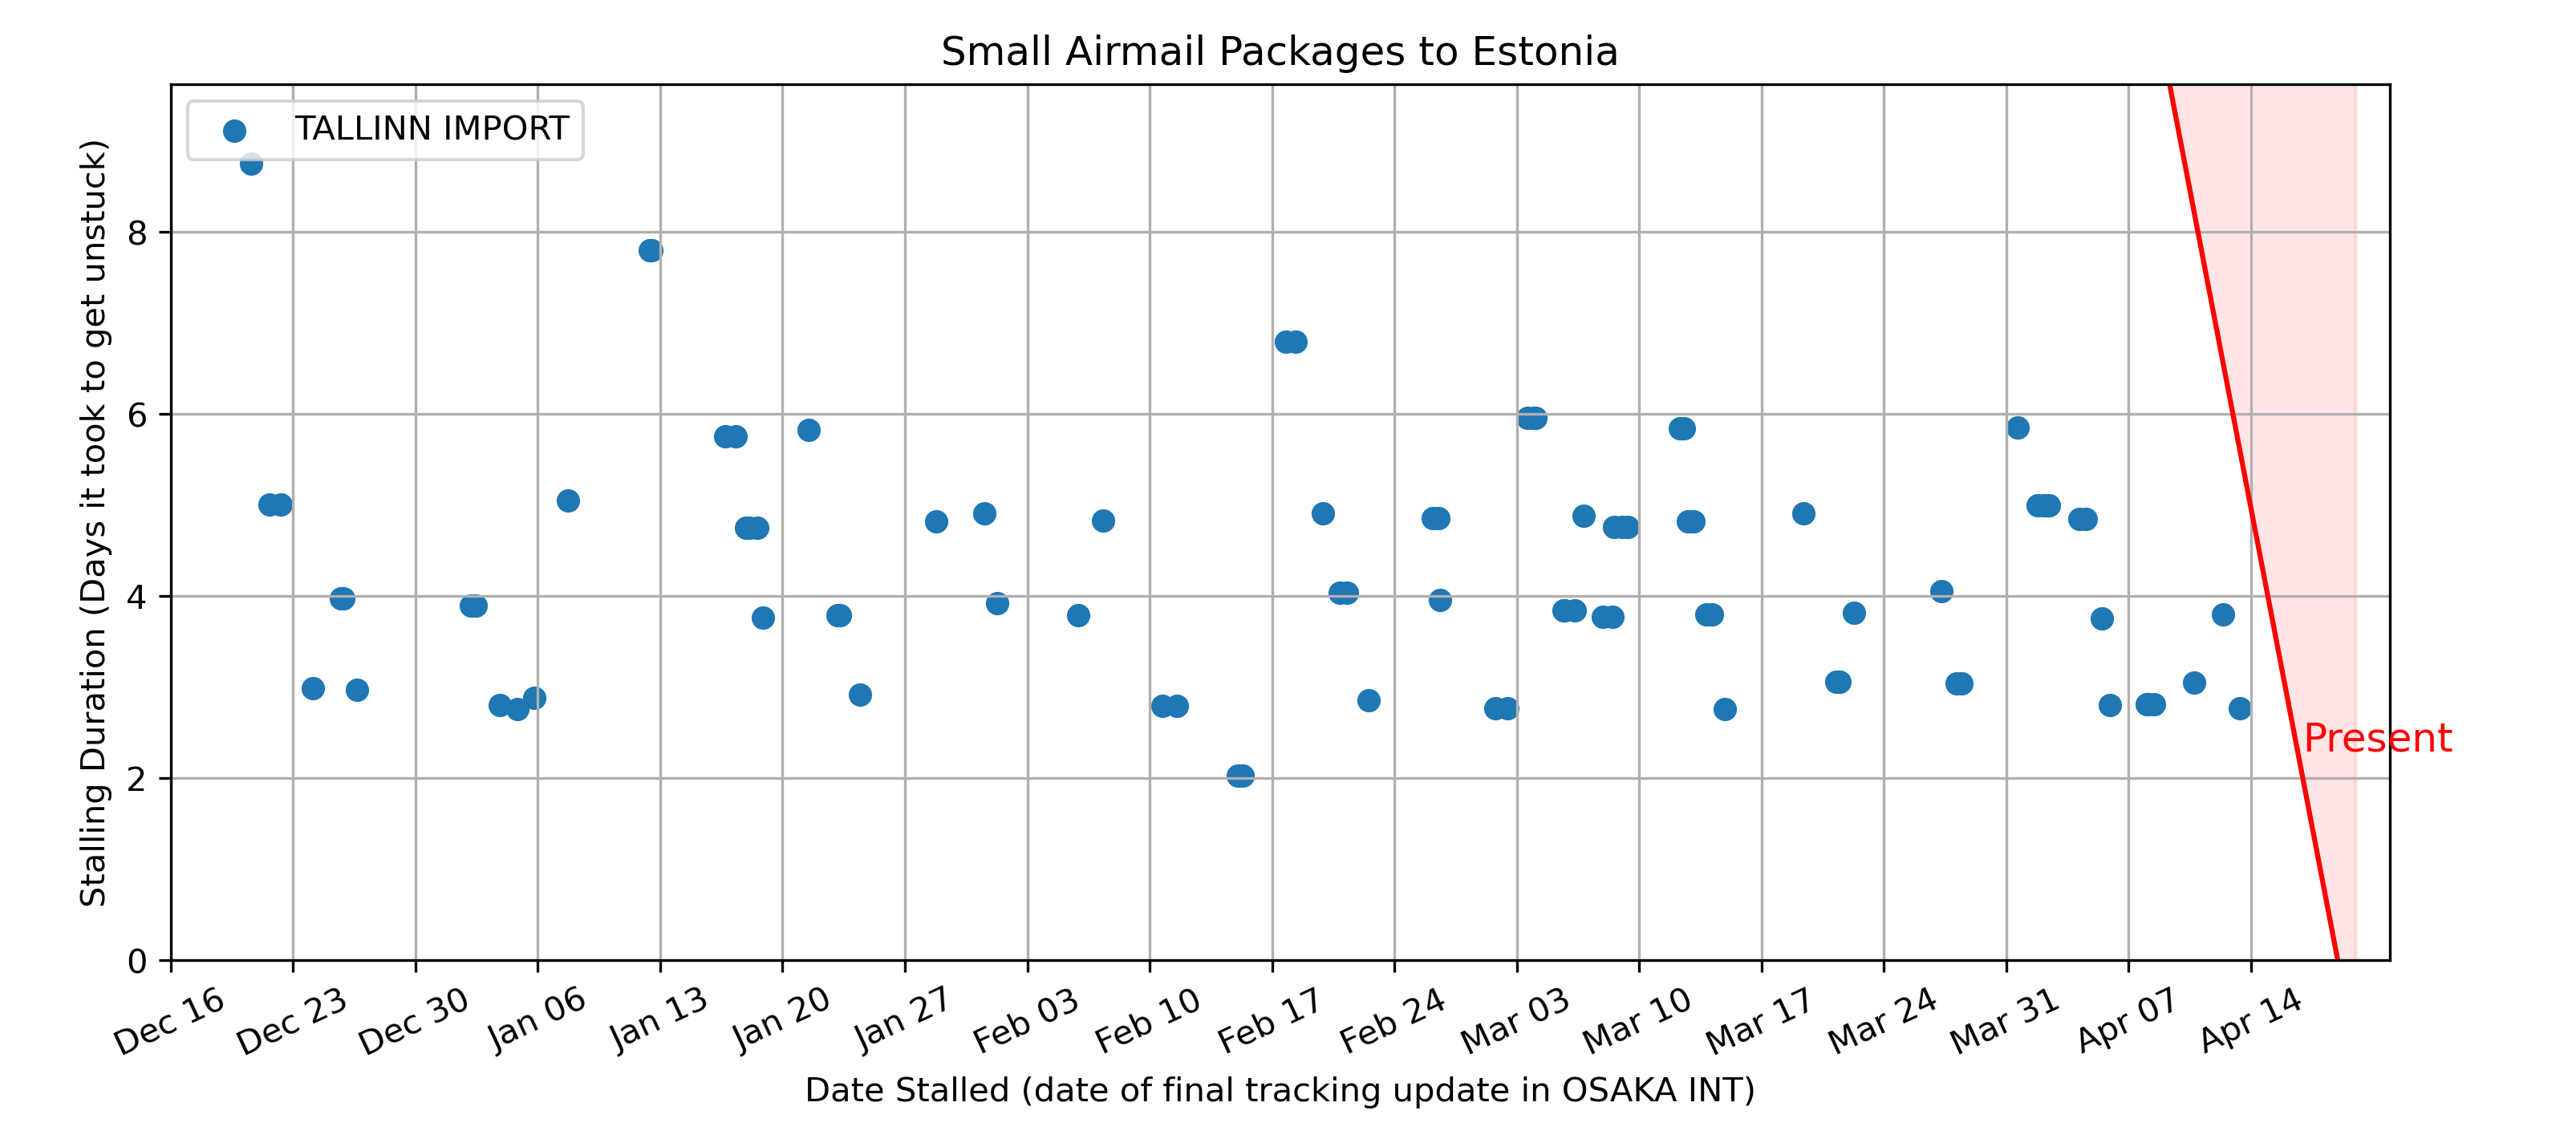 Small Airmail Packages to Estonia
TALLINN IMPORT
Stalling Duration (Days it took to get unstuck)
8
6
4
2
0
Present
Dec 16
Dec 23
Dec 30
Jan 06
Jan 13
Jan 20
Jan 27
Feb 03
Feb 10
Feb 17
Feb 24
Mar 03
Mar 10
Mar 17
Mar 24
Mar 31
Apr 07
Apr 14
Date Stalled (date of final tracking update in OSAKA INT)